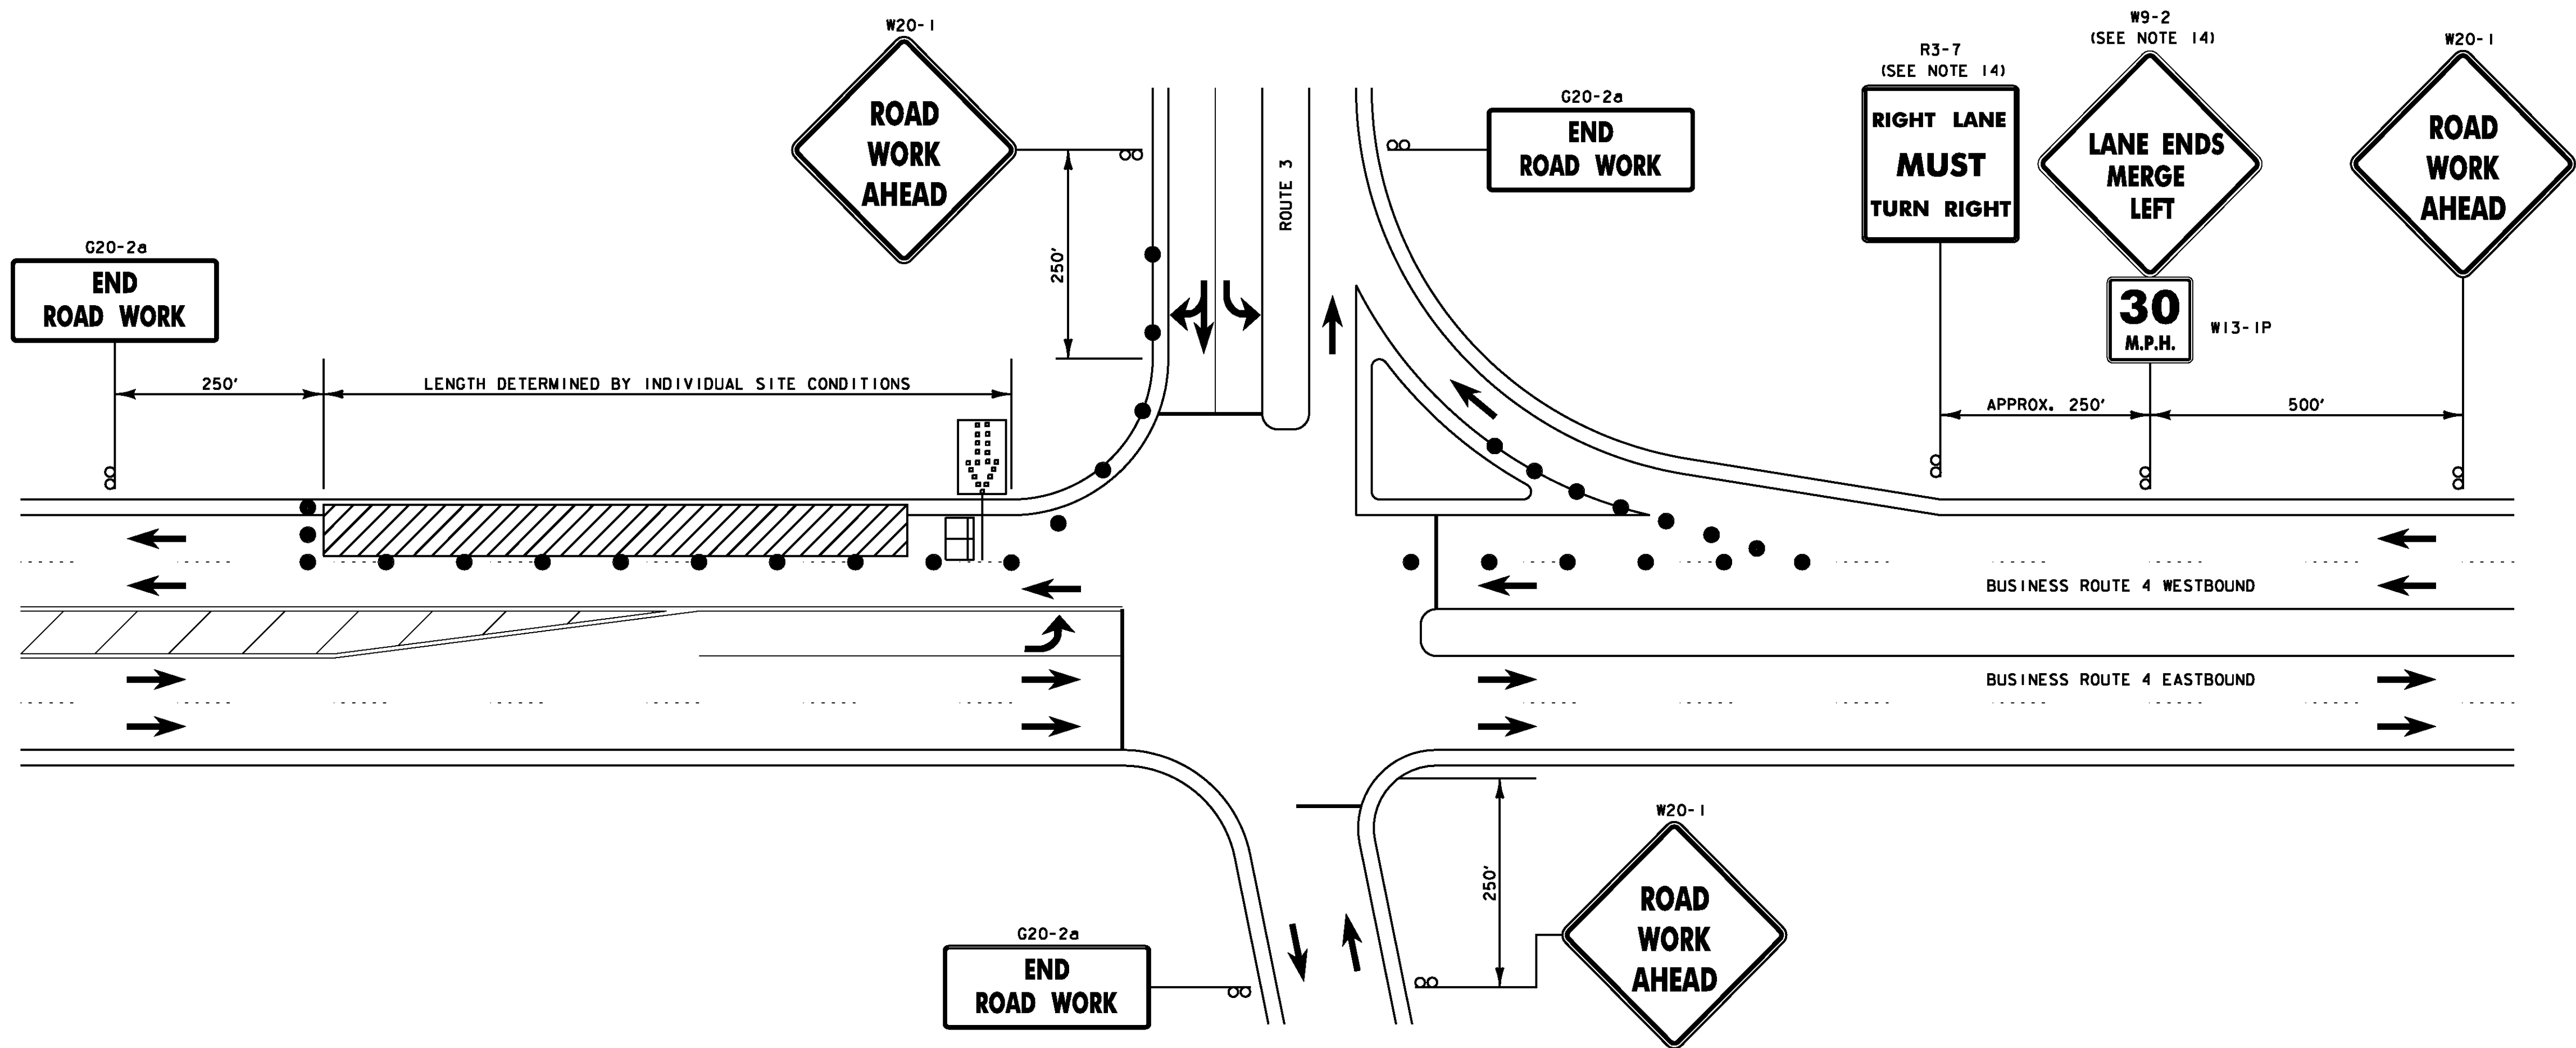 W20-1
ROAD
WORK
AHEAD
G20-2a
END
ROAD WORK
R3-7
(SEE NOTE 14)
RIGHT LANE
MUST
TURN RIGHT
W9-2
(SEE NOTE 14)
LANE ENDS
MERGE
LEFT
30
M.P.H.
W13-1P
W20-1
ROAD
WORK
AHEAD
ROUTE 3
250'
G20-2a
END
ROAD WORK
250'
LENGTH DETERMINED BY INDIVIDUAL SITE CONDITIONS
APPROX. 250'
500'
BUSINESS ROUTE 4 WESTBOUND
BUSINESS ROUTE 4 EASTBOUND
250'
W20-1
ROAD
WORK
AHEAD
G20-2a
END
ROAD WORK